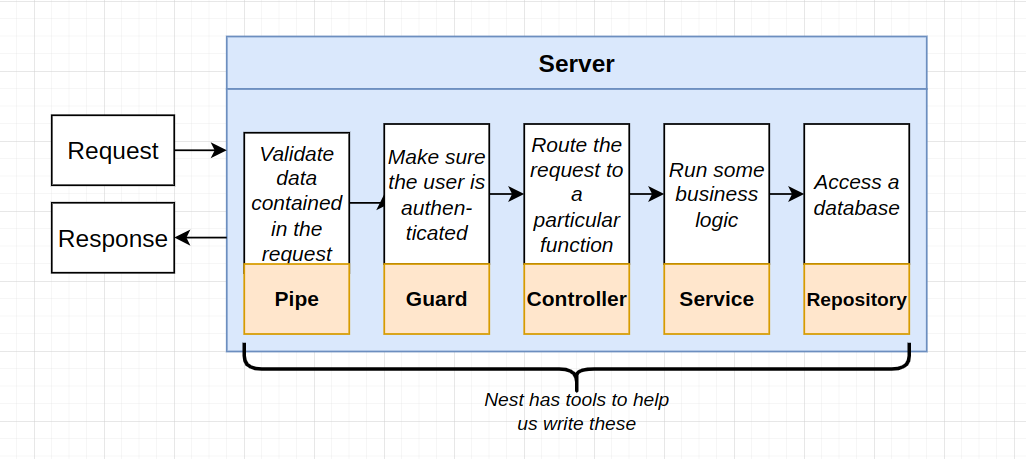 Server
Request
Response
Validate
data
contained
in the
request
Pipe
Make sure
the user is
authen-
ticated
Guard
Route the
request to
a
particular
function
Controller
Run some
business
logic
Service
Access a
database
Repository
Nest has tools to help
us write these